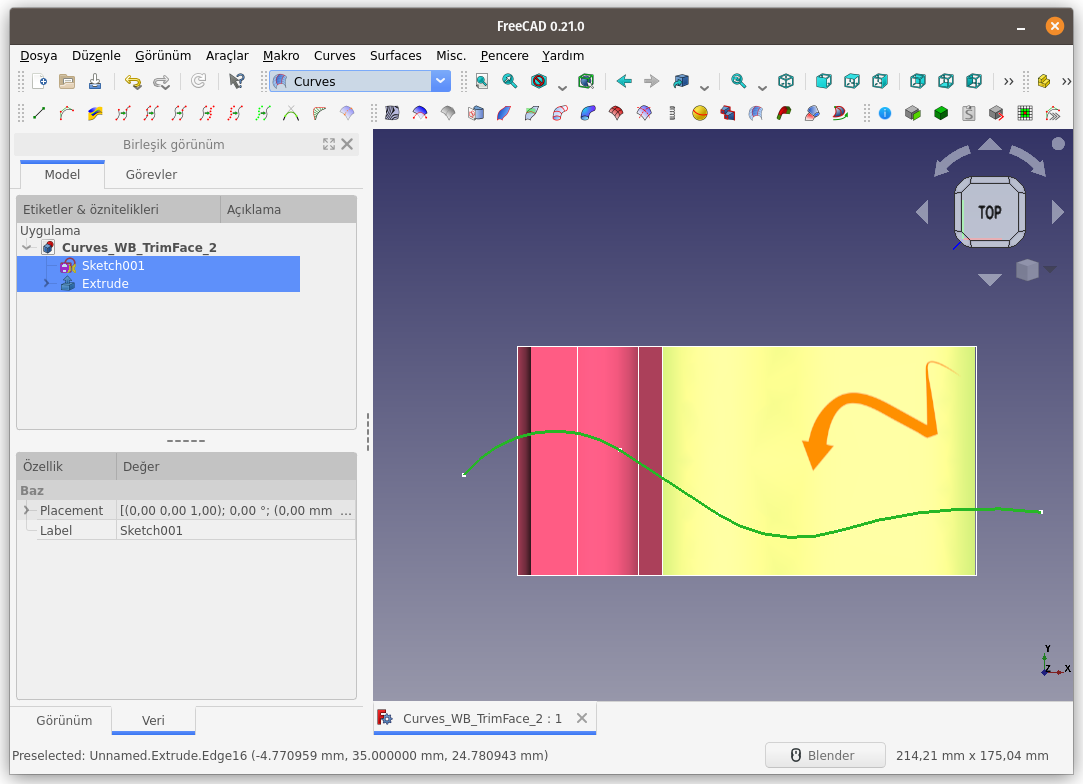 FreeCAD 0.21.0
Dosya Düzenle Görünüm Araçlar Makro Curves Surfaces Misc. Pencere Yardım
Curves
Birleşik görünüm
Model Görevler
Etiketler & öznitelikleri Açıklama
Uygulama
Curves_WB_TrimFace_2
Sketch001
Extrude
TOP
Özellik Değer
Baz
Placement [(0,00 0,00 1,00); 0,00 °; (0,00 mm ...
Label Sketch001
Y
Z X
Görünüm Veri
Curves_WB_TrimFace_2 : 1
Preselected: Unnamed.Extrude.Edge16 (-4.770959 mm, 35.000000 mm, 24.780943 mm)
Blender 214,21 mm x 175,04 mm